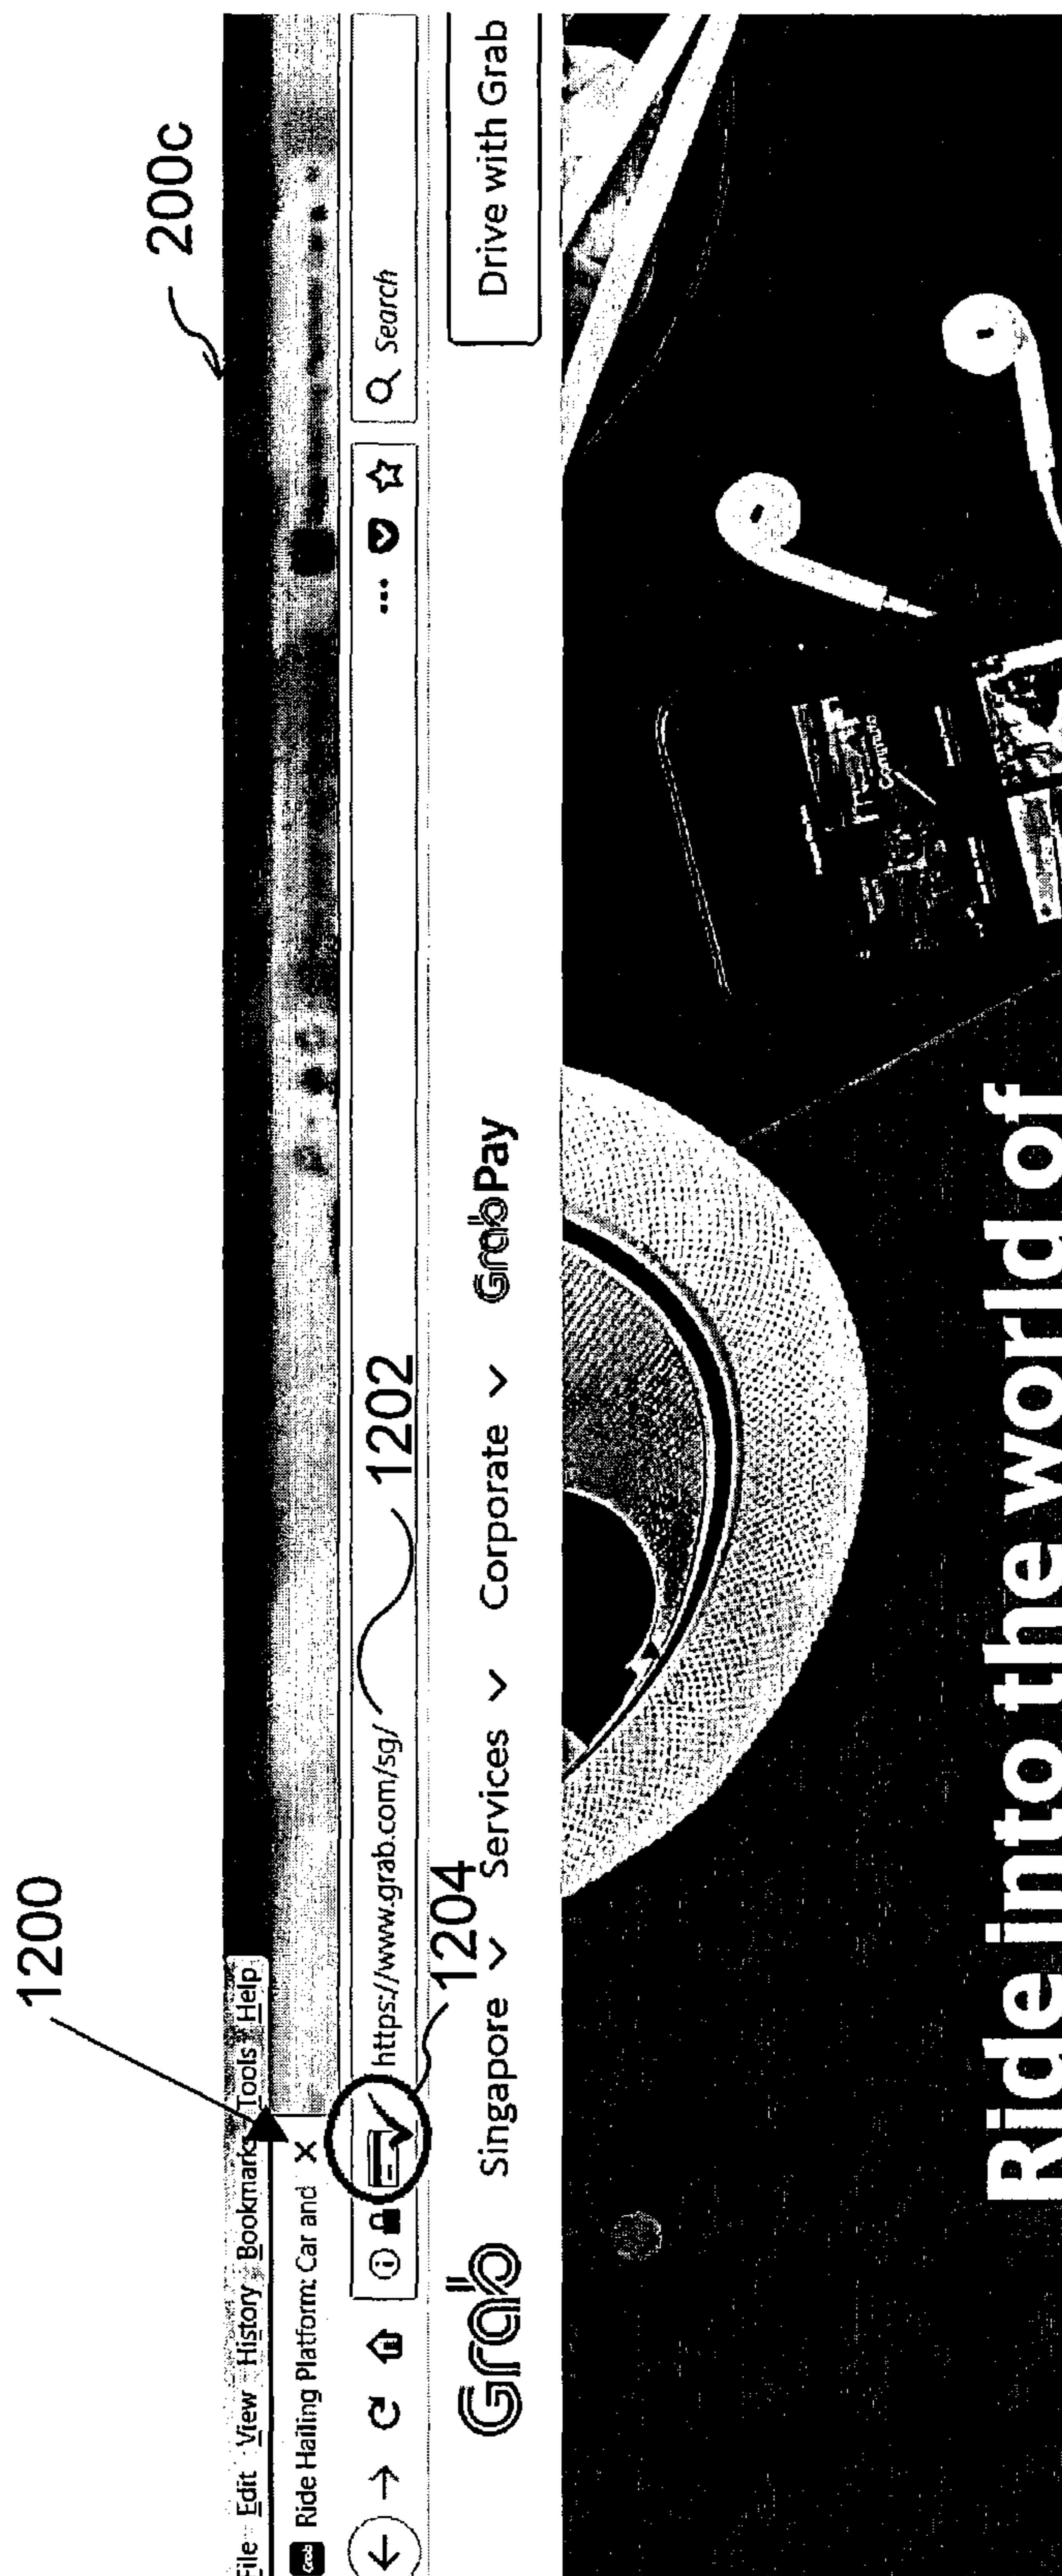 1200
200c
File Edit View History Bookmarks Tools Help
Grab Ride Hailing Platform: Car and ×
https://www.grab.com/sg/ 1202 ... Search
1204
Grab Singapore Services Corporate GrabPay Drive with Grab
Ride into the world of